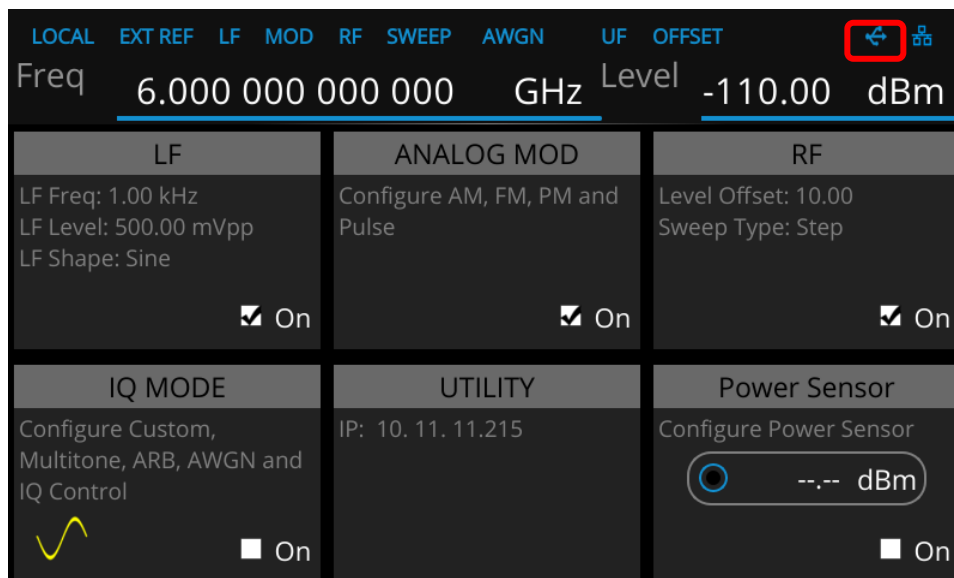 LOCAL EXT REF LF MOD RF SWEEP AWGN UF OFFSET
Freq 6.000 000 000 000 GHz Level -110.00 dBm
LF
LF Freq: 1.00 kHz
LF Level: 500.00 mVpp
LF Shape: Sine
On
ANALOG MOD
Configure AM, FM, PM and
Pulse
On
RF
Level Offset: 10.00
Sweep Type: Step
On
IQ MODE
Configure Custom,
Multitone, ARB, AWGN and
IQ Control
On
UTILITY
IP: 10. 11. 11.215
Power Sensor
Configure Power Sensor
--.-- dBm
On